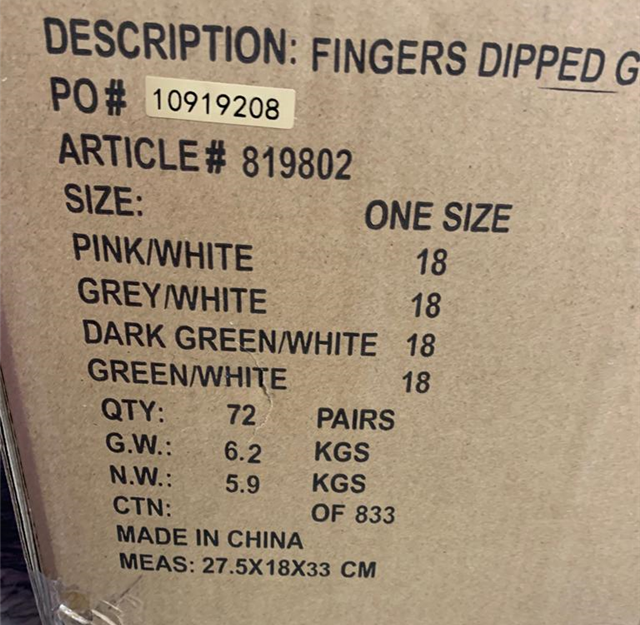 DESCRIPTION: FINGERS DIPPED G
PO# 10919208
ARTICLE# 819802
SIZE: ONE SIZE
PINK/WHITE 18
GREY/WHITE 18
DARK GREEN/WHITE 18
GREEN/WHITE 18
QTY: 72 PAIRS
G.W.: 6.2 KGS
N.W.: 5.9 KGS
CTN: OF 833
MADE IN CHINA
MEAS: 27.5X18X33 CM